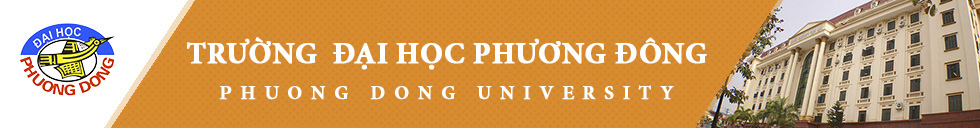 ĐẠI HỌC
PHUONG DONG
TRƯỜNG ĐẠI HỌC PHƯƠNG ĐÔNG
PHUONG DONG UNIVERSITY